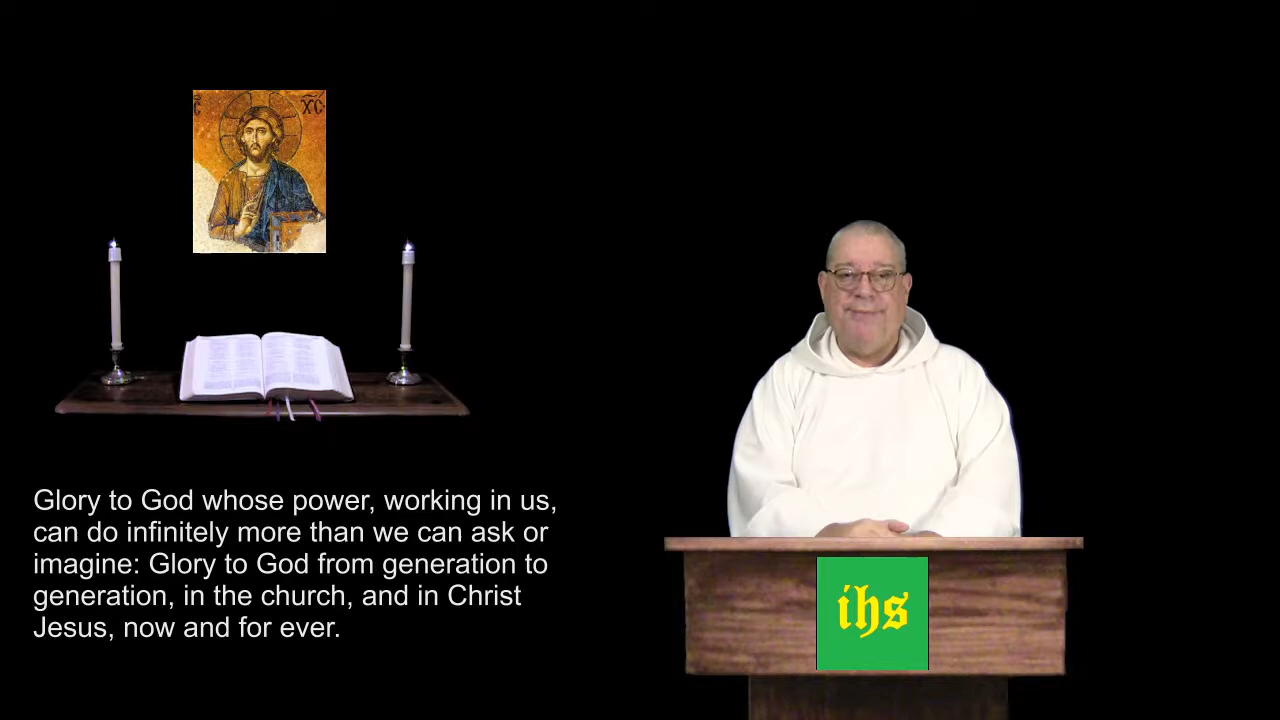 C XC
Glory to God whose power, working in us,
can do infinitely more than we can ask or
imagine: Glory to God from generation to
generation, in the church, and in Christ
Jesus, now and for ever.
ihs